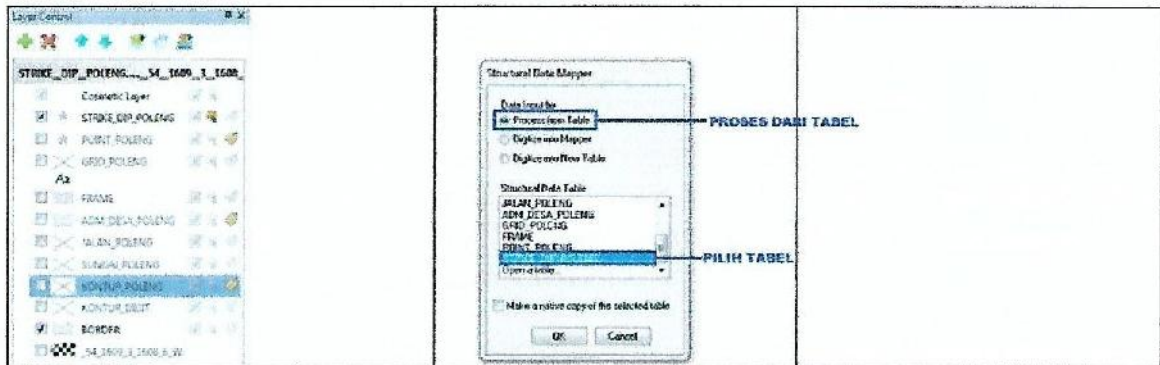 Layer Control
STRIKE_DIP_POLENG...,_54_1609_3_1608_
Cosmetic Layer
STRIKE_DIP_POLENG
POINT_POLENG
GRID_POLENG
FRAME
ADM_DESA_POLENG
JALAN_POLENG
SUNGAI_POLENG
KONTUR_POLENG
BORDER
_54_1609_3_1608_6_W
Structural Data Mapper
Data Input by
Process from Table
Digitize into Mapper
Digitize into New Table
Structural Data Table
JALAN_POLENG
ADM_DESA_POLENG
GRID_POLENG
FRAME
POINT_POLENG
Open a table...
Make a native copy of the selected table
OK Cancel
PROSES DARI TABEL
PILIH TABEL